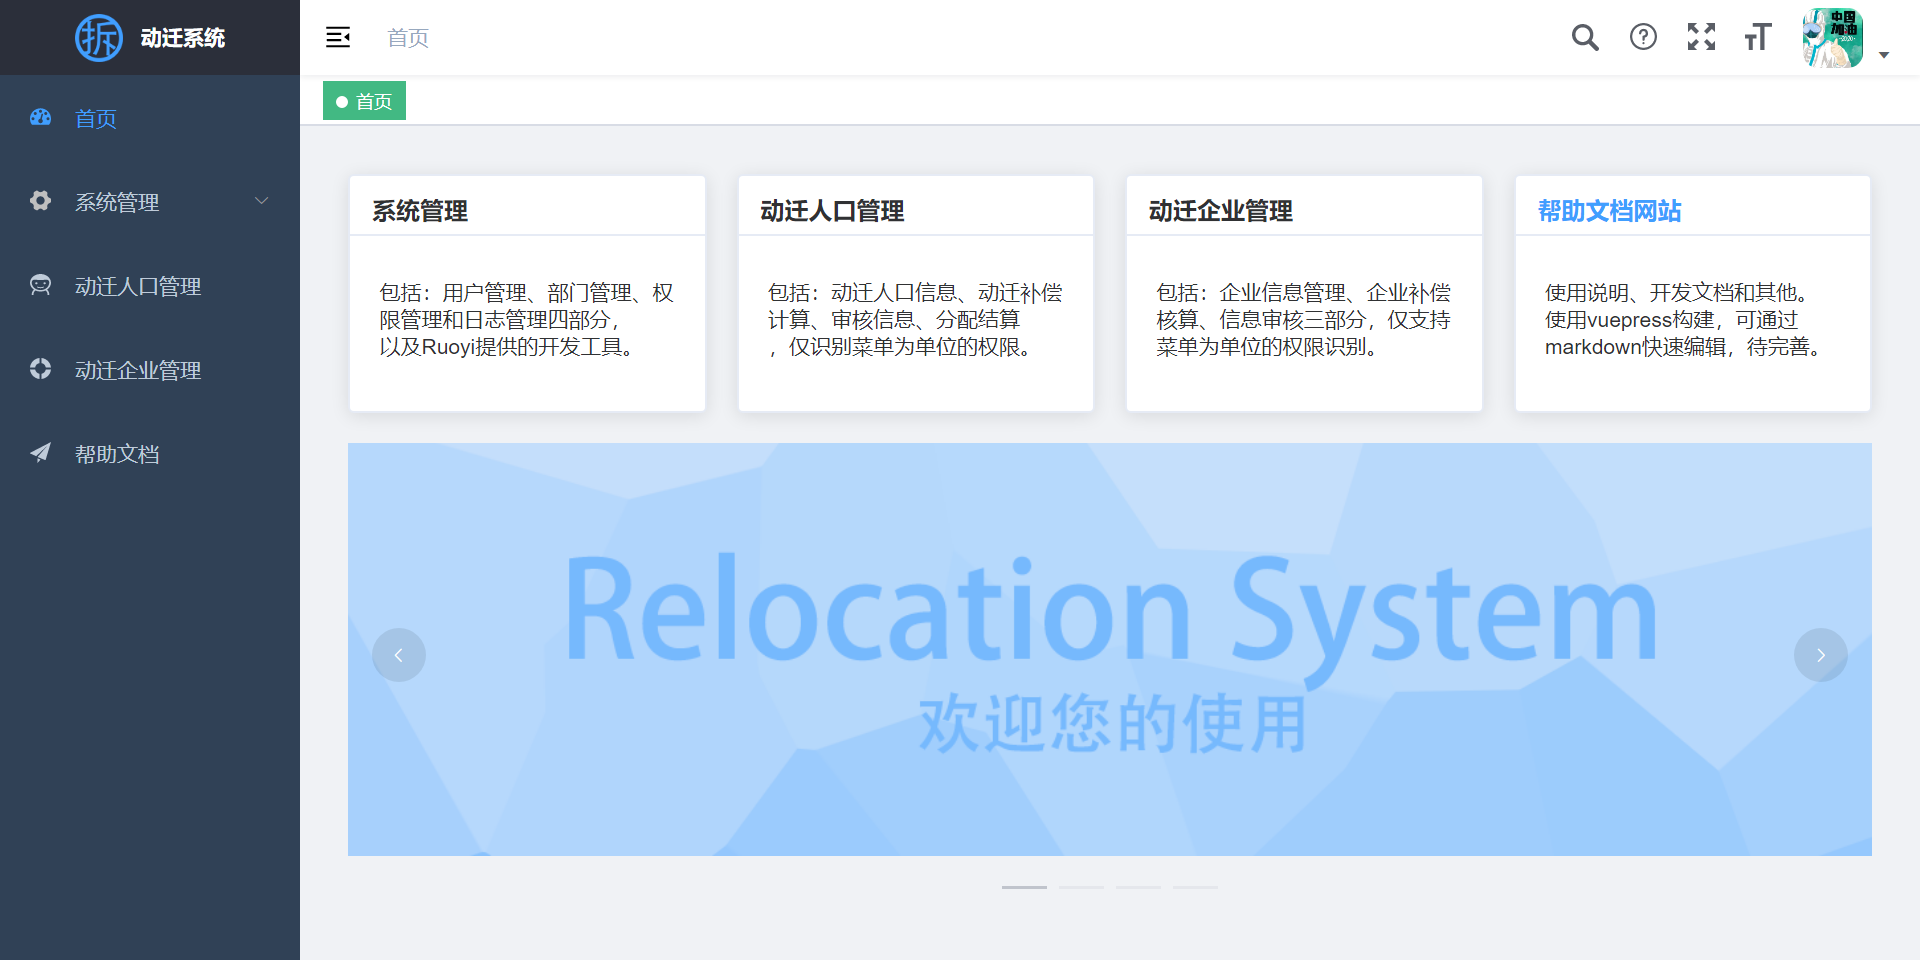 拆 动迁系统
首页
中国
加油
首页
首页
系统管理
动迁人口管理
动迁企业管理
帮助文档
系统管理
包括：用户管理、部门管理、权
限管理和日志管理四部分，
以及Ruoyi提供的开发工具。
动迁人口管理
包括：动迁人口信息、动迁补偿
计算、审核信息、分配结算
，仅识别菜单为单位的权限。
动迁企业管理
包括：企业信息管理、企业补偿
核算、信息审核三部分，仅支持
菜单为单位的权限识别。
帮助文档网站
使用说明、开发文档和其他。
使用vuepress构建，可通过
markdown快速编辑，待完善。
Relocation System
欢迎您的使用